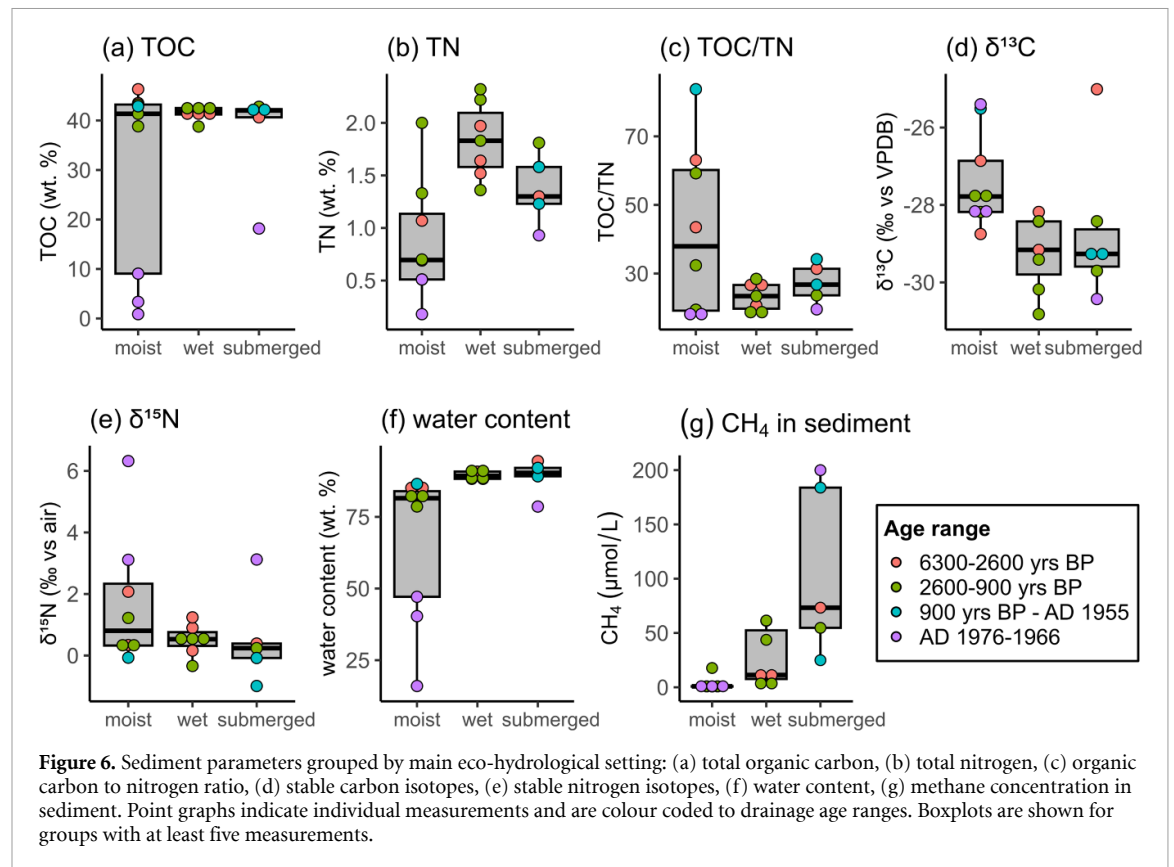 (a) TOC
TOC (wt. %)
40
30
20
10
0
moist wet submerged
(b) TN
TN (wt. %)
2.0
1.5
1.0
0.5
moist wet submerged
(c) TOC/TN
TOC/TN
70
50
30
moist wet submerged
(d) δ¹³C
δ¹³C (‰ vs VPDB)
-26
-28
-30
moist wet submerged
(e) δ¹⁵N
δ¹⁵N (‰ vs air)
6
4
2
0
moist wet submerged
(f) water content
water content (wt. %)
75
50
25
moist wet submerged
(g) CH₄ in sediment
CH₄ (μmol/L)
200
150
100
50
0
moist wet submerged
Age range
6300-2600 yrs BP
2600-900 yrs BP
900 yrs BP - AD 1955
AD 1976-1966
Figure 6. Sediment parameters grouped by main eco-hydrological setting: (a) total organic carbon, (b) total nitrogen, (c) organic
carbon to nitrogen ratio, (d) stable carbon isotopes, (e) stable nitrogen isotopes, (f) water content, (g) methane concentration in
sediment. Point graphs indicate individual measurements and are colour coded to drainage age ranges. Boxplots are shown for
groups with at least five measurements.